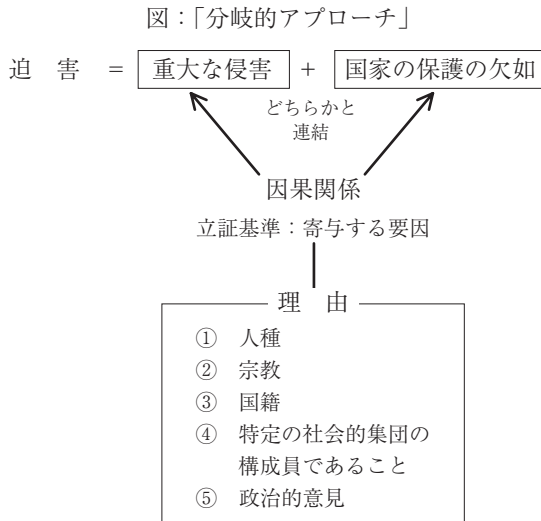 図：「分岐的アプローチ」
迫 害 ＝ 重大な侵害 ＋ 国家の保護の欠如
どちらかと
連結
因果関係
立証基準：寄与する要因
理 由
① 人種
② 宗教
③ 国籍
④ 特定の社会的集団の
構成員であること
⑤ 政治的意見